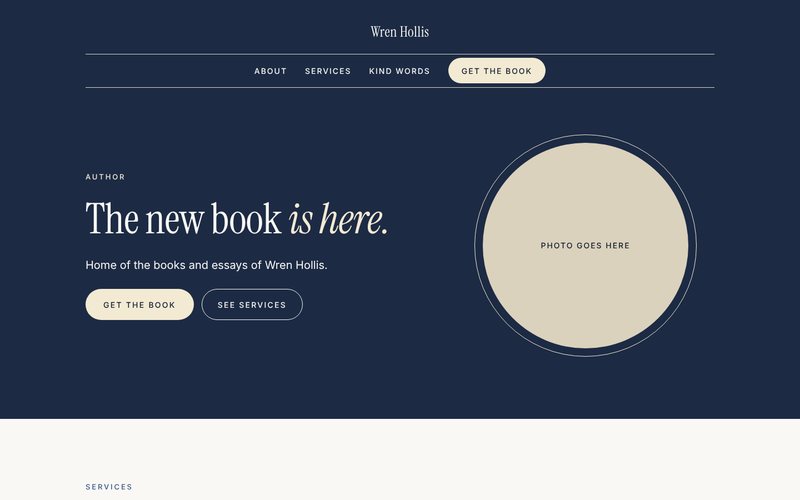 Wren Hollis
ABOUT SERVICES KIND WORDS GET THE BOOK
AUTHOR
The new book is here.
Home of the books and essays of Wren Hollis.
GET THE BOOK SEE SERVICES
PHOTO GOES HERE
SERVICES